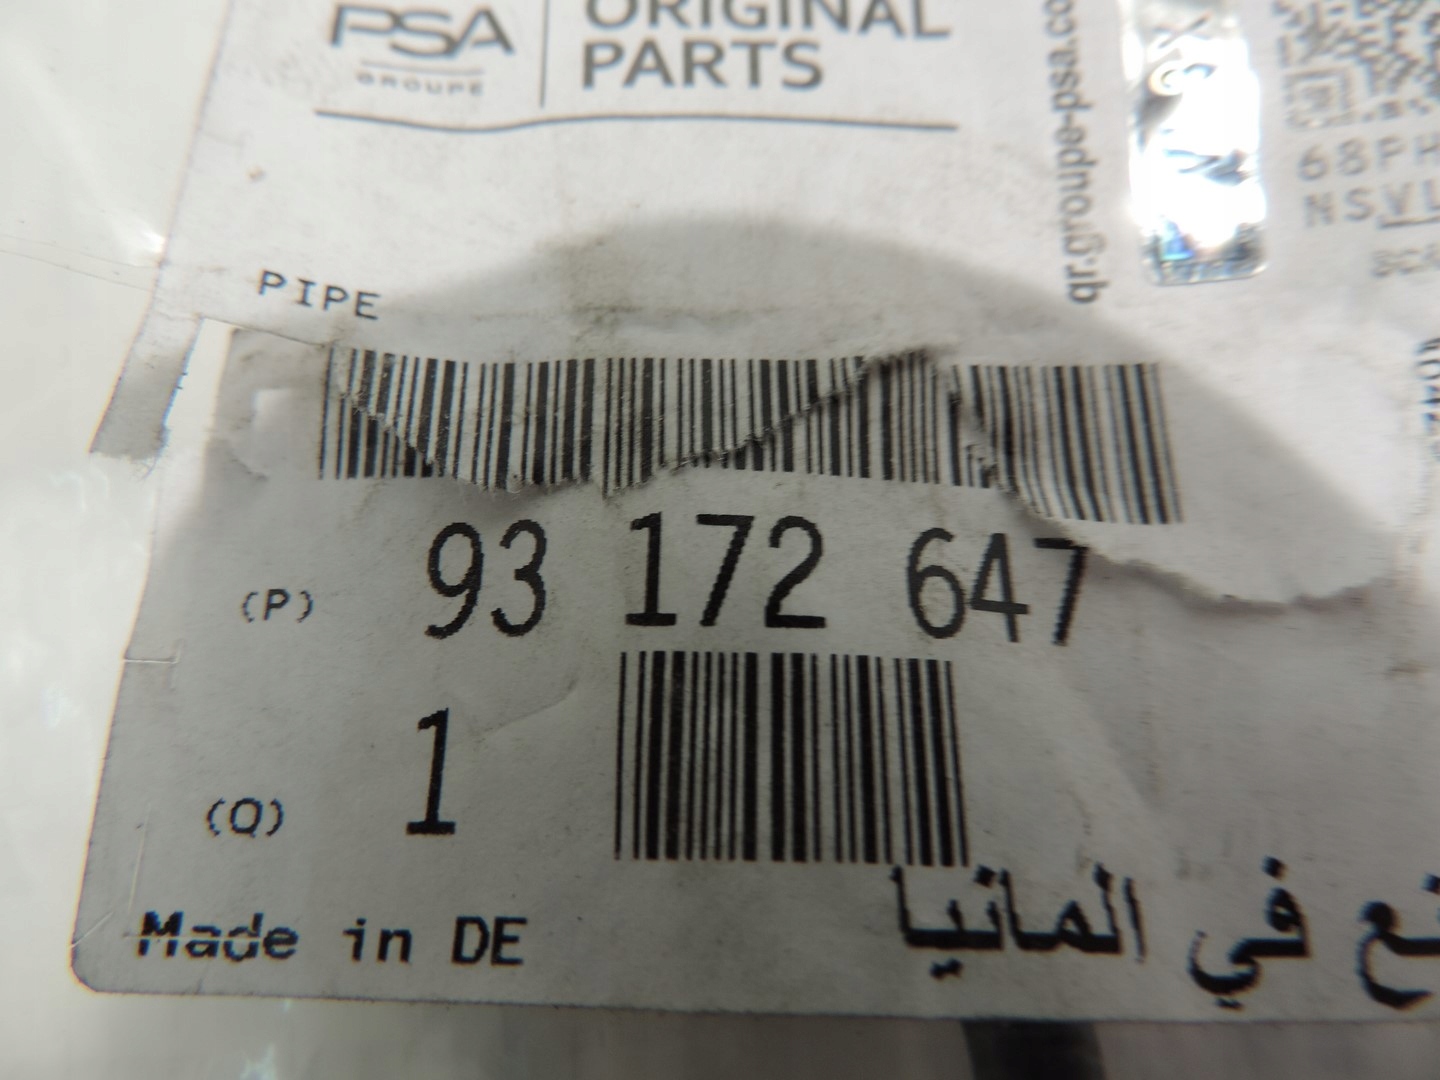 PSA
GROUPE
ORIGINAL
PARTS
qr.groupe-psa.co
68PH
NSVL
PIPE
(P) 93 172 647
(Q) 1
Made in DE
في المانيا